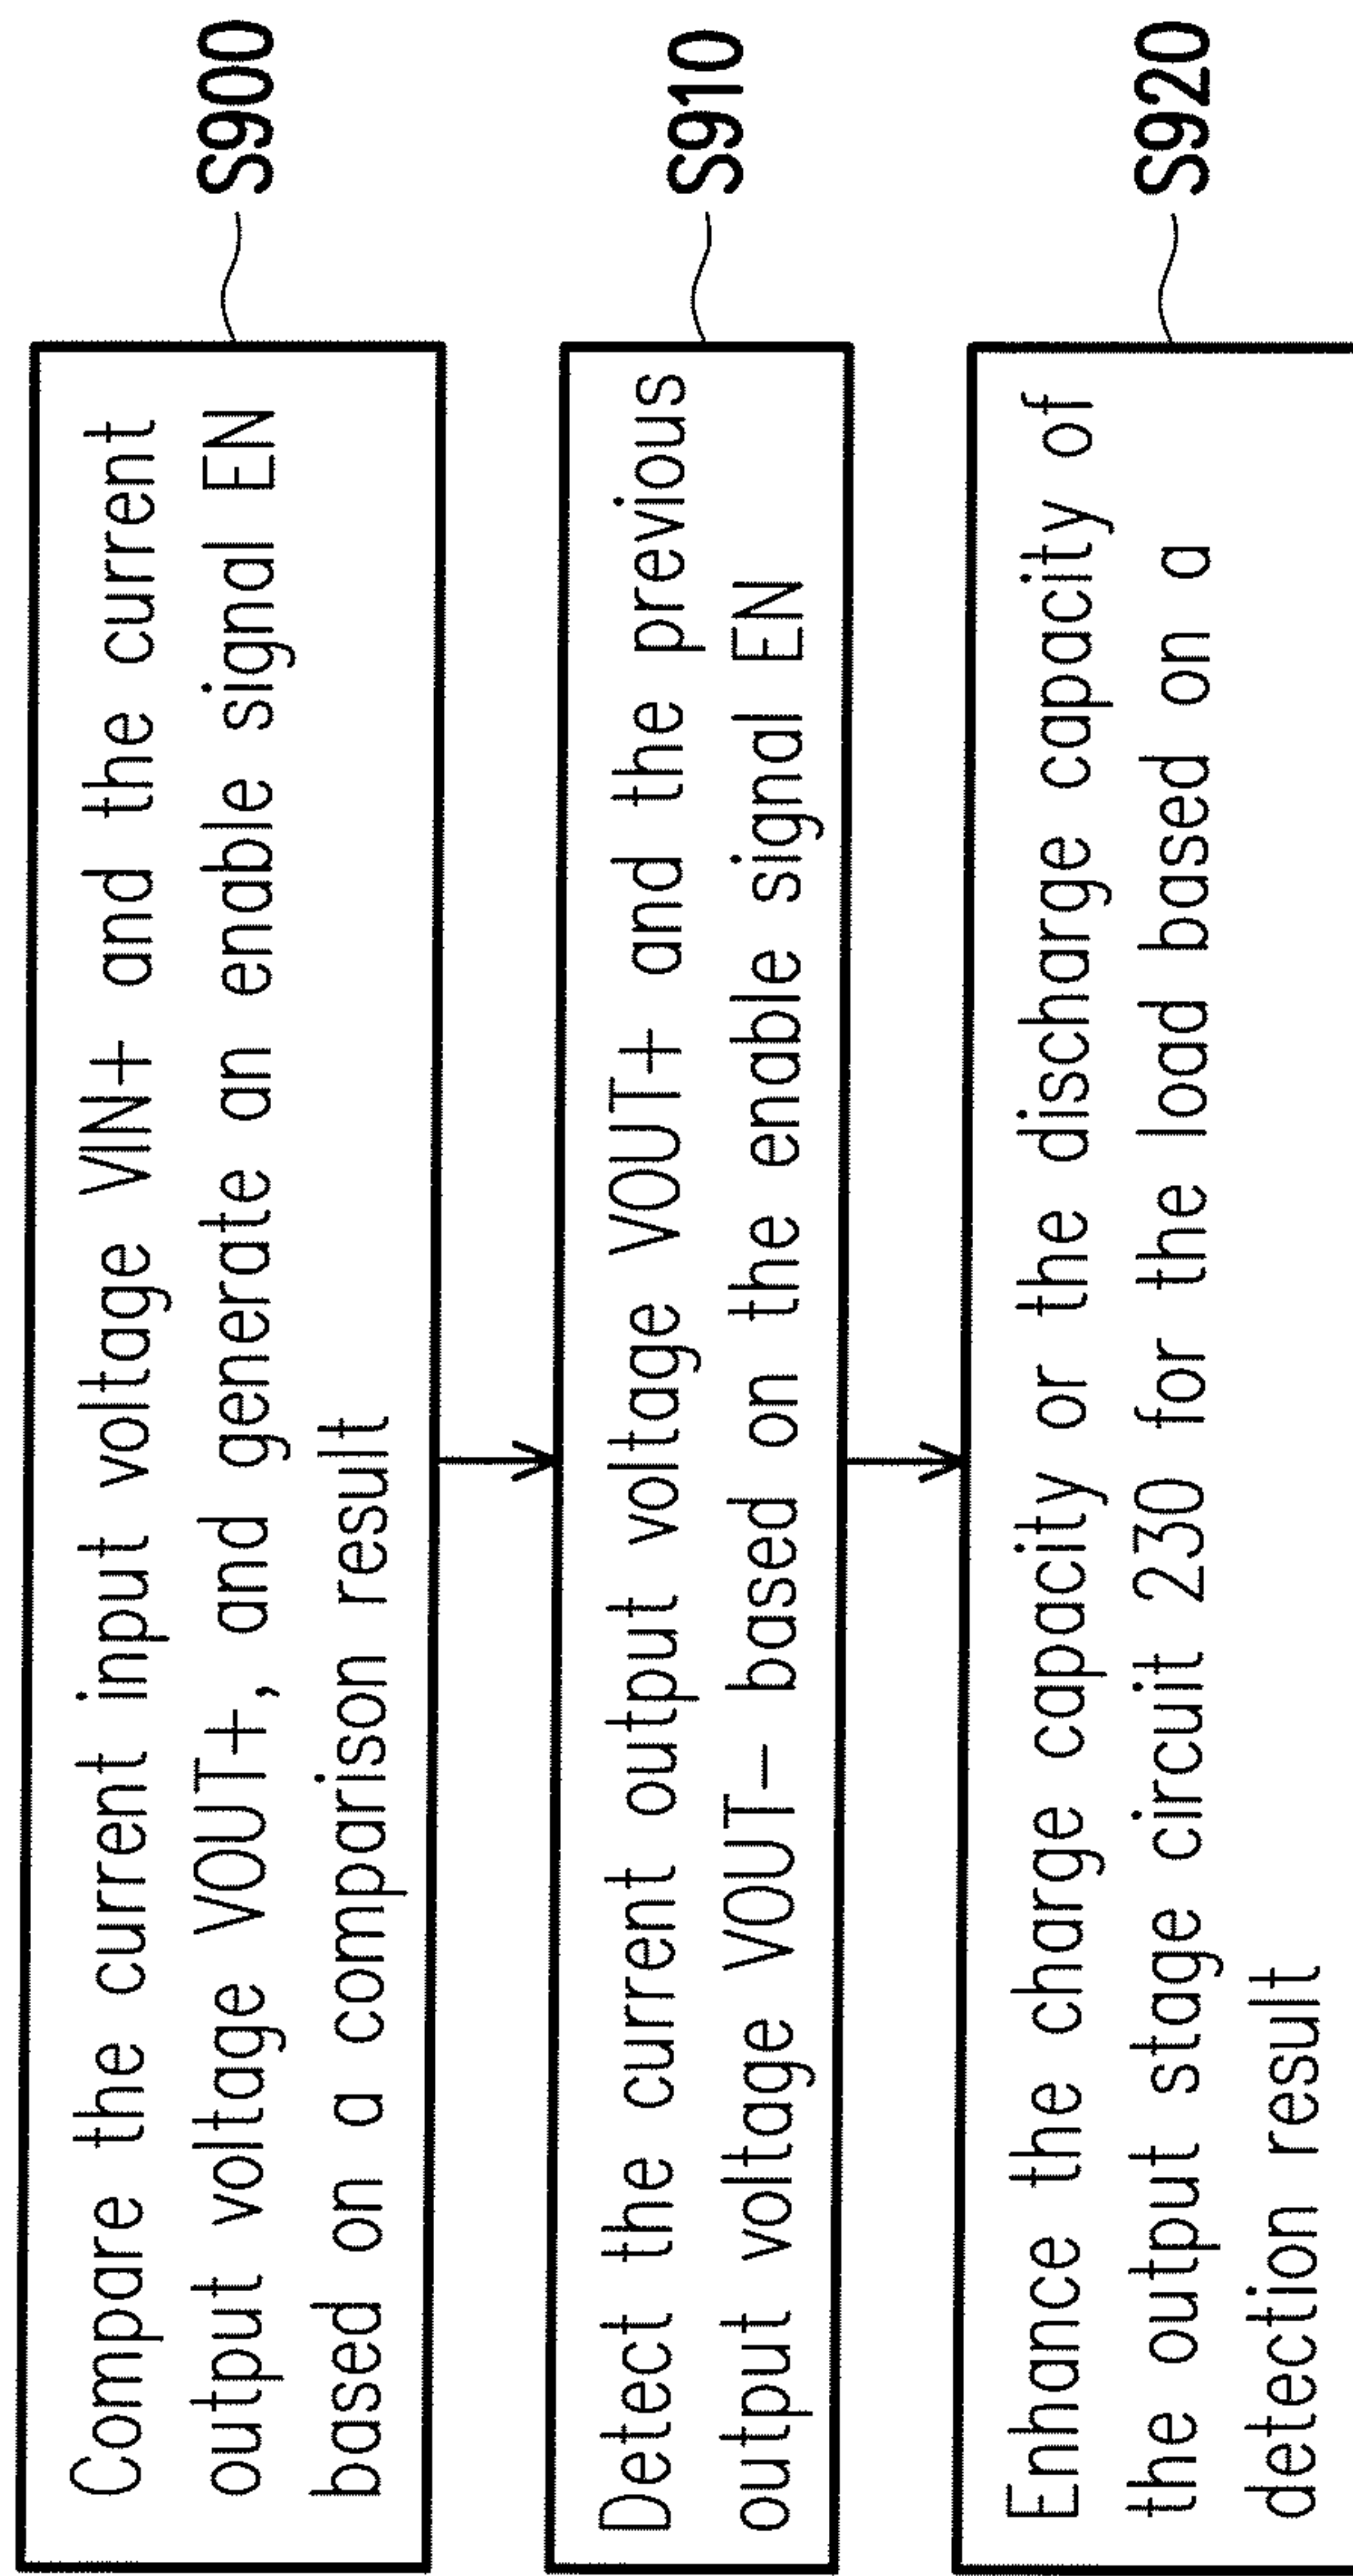 Compare the current input voltage VIN+ and the current
output voltage VOUT+, and generate an enable signal EN
based on a comparison result
S900
Detect the current output voltage VOUT+ and the previous
output voltage VOUT- based on the enable signal EN
S910
Enhance the charge capacity or the discharge capacity of
the output stage circuit 230 for the load based on a
detection result
S920